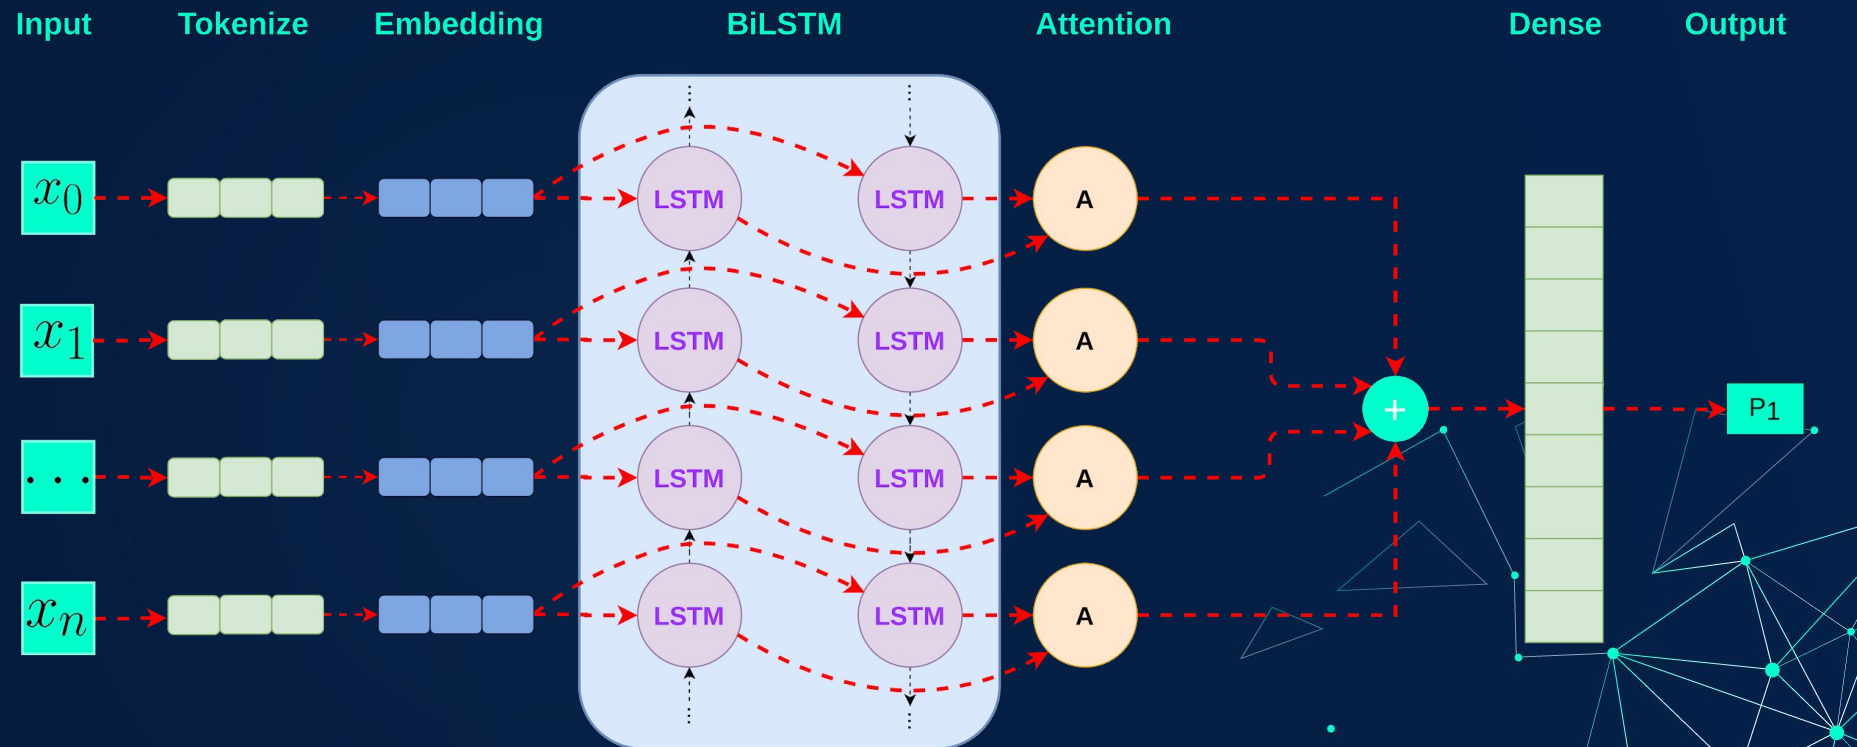 Input Tokenize Embedding BiLSTM Attention Dense Output
x0 LSTM LSTM A
x1 LSTM LSTM A
+ P1
... LSTM LSTM A
xn LSTM LSTM A